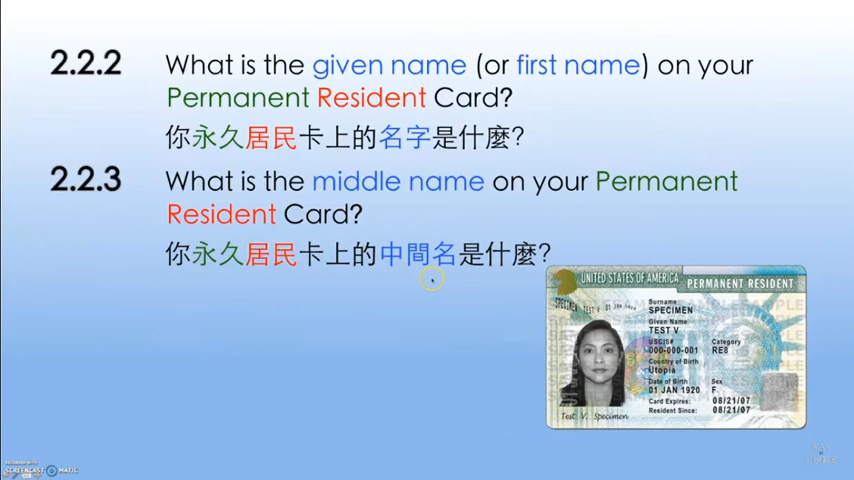 2.2.2 What is the given name (or first name) on your
Permanent Resident Card?
你永久居民卡上的名字是什麼?
2.2.3 What is the middle name on your Permanent
Resident Card?
你永久居民卡上的中間名是什麼?
UNITED STATES OF AMERICA
PERMANENT RESIDENT
Surname
SPECIMEN
Given Name
TEST V
USCIS# Category
000-000-001 RE8
Country of Birth
Utopia
Date of Birth Sex
01 JAN 1920 F
Card Expires: 08/21/07
Resident Since: 08/21/07
Test V. Specimen
RECORDED WITH
SCREENCAST MATIC